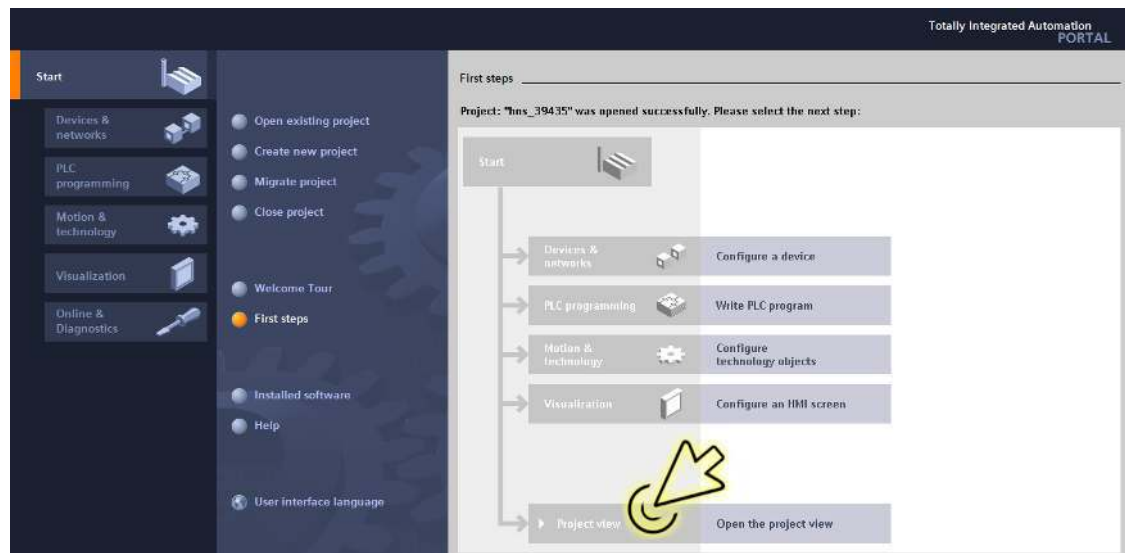 Totally Integrated Automation
PORTAL
Start
Devices &
networks
PLC
programming
Motion &
technology
Visualization
Online &
Diagnostics
Open existing project
Create new project
Migrate project
Close project
Welcome Tour
First steps
Installed software
Help
User interface language
First steps
Project: "hns_39435" was opened successfully. Please select the next step:
Start
Devices &
networks
Configure a device
PLC programming
Write PLC program
Motion &
technology
Configure
technology objects
Visualization
Configure an HMI screen
Project view
Open the project view